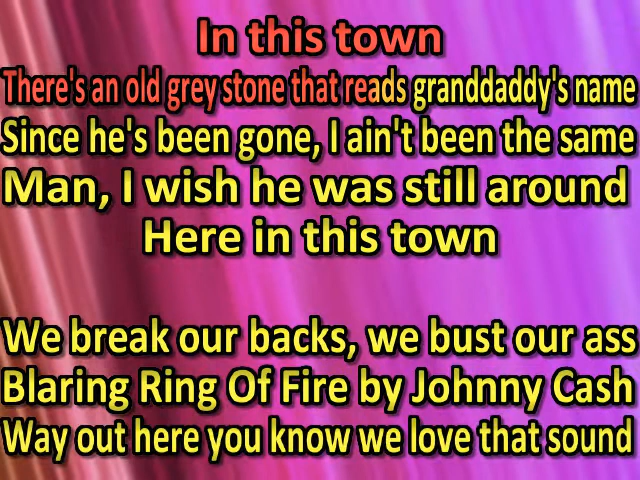 In this town
There's an old grey stone that reads granddaddy's name
Since he's been gone, I ain't been the same
Man, I wish he was still around
Here in this town
We break our backs, we bust our ass
Blaring Ring Of Fire by Johnny Cash
Way out here you know we love that sound